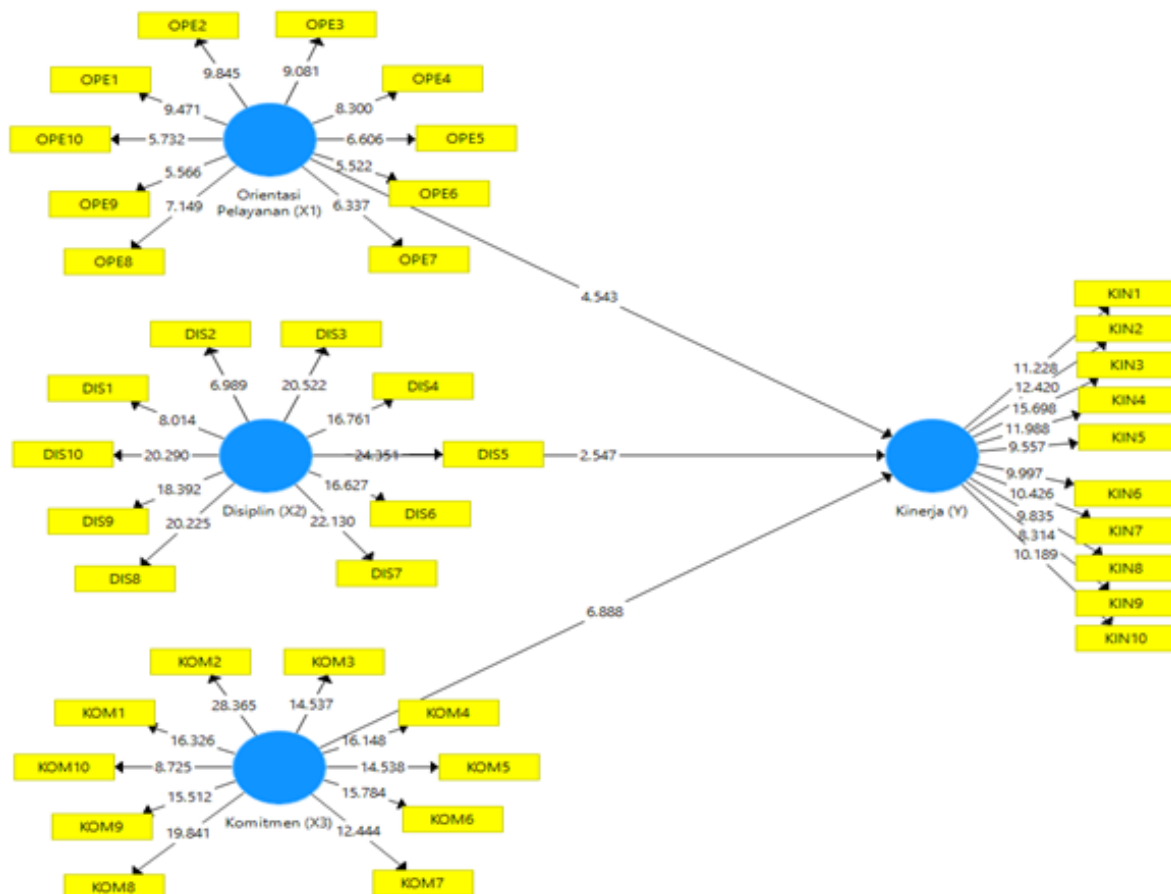 OPE2
OPE3
9.845
9.081
OPE1
OPE4
9.471
8.300
OPE10
5.732
6.606
OPE5
5.566
5.522
OPE9
OPE6
Orientasi
Pelayanan (X1)
7.149
6.337
OPE8
OPE7
4.543
DIS2
DIS3
6.989
20.522
DIS1
DIS4
8.014
16.761
DIS10
20.290
24.351
DIS5
2.547
18.392
16.627
DIS9
DIS6
Disiplin (X2)
20.225
22.130
DIS8
DIS7
6.888
KOM2
KOM3
28.365
14.537
KOM1
KOM4
16.326
16.148
KOM10
8.725
14.538
KOM5
15.512
15.784
KOM9
KOM6
Komitmen (X3)
19.841
12.444
KOM8
KOM7
KIN1
KIN2
11.228
KIN3
12.420
15.698
KIN4
11.988
KIN5
9.557
9.997
KIN6
10.426
Kinerja (Y)
9.835
KIN7
8.314
10.189
KIN8
KIN9
KIN10